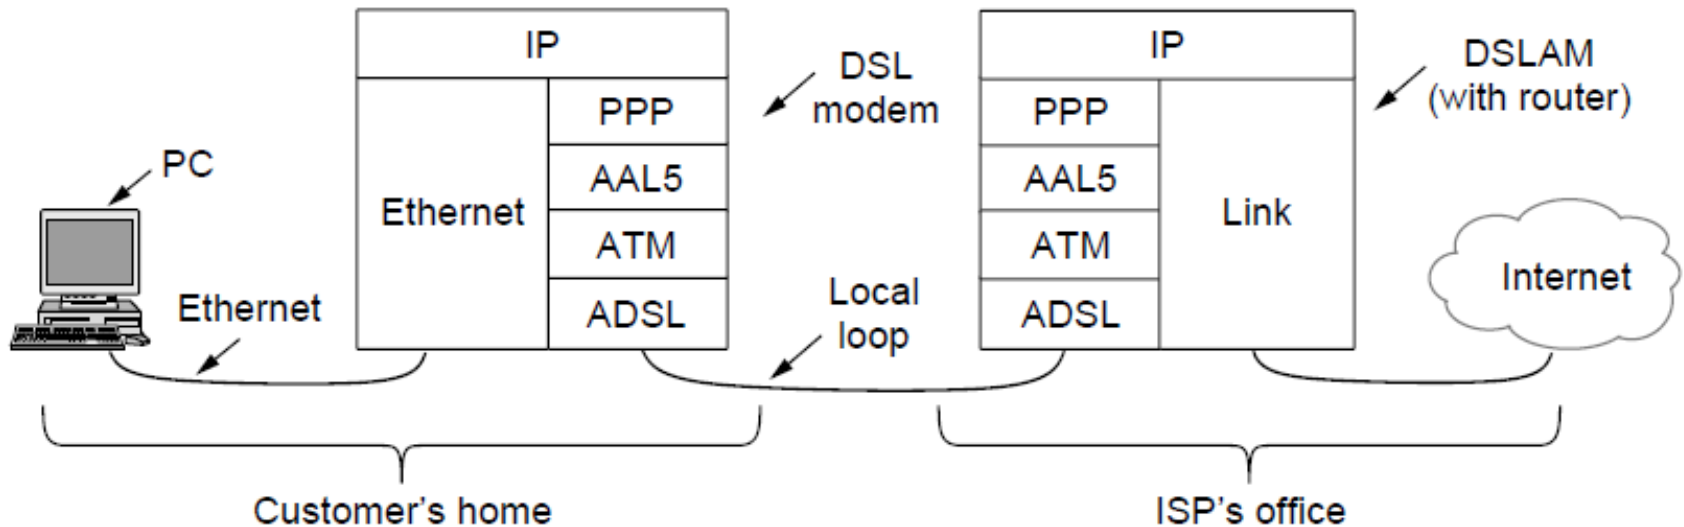 PC
Ethernet
IP
Ethernet
PPP
AAL5
ATM
ADSL
DSL
modem
Local
loop
IP
PPP
AAL5
ATM
ADSL
Link
DSLAM
(with router)
Internet
Customer's home
ISP's office